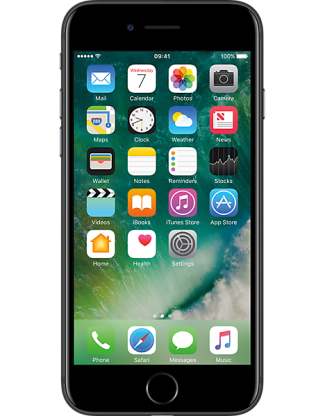 09:41 100%
Wednesday
7
Mail Calendar Photos Camera
280
Maps Clock Weather News
Wallet Notes Reminders Stocks
Videos iBooks iTunes Store App Store
Home Health Settings
Phone Safari Messages Music